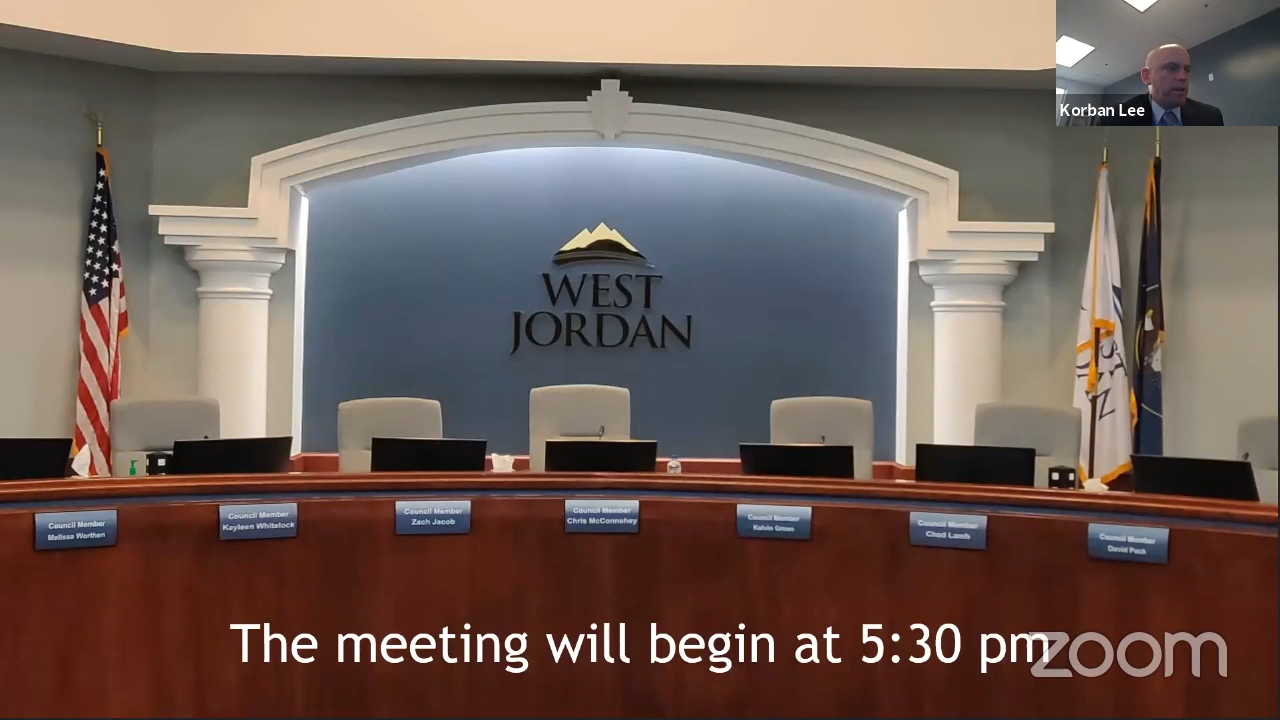 Korban Lee
WEST
JORDAN
Council Member
Melissa Worthen
Council Member
Kayleen Whitelock
Council Member
Zach Jacob
Council Member
Chris McConnehey
Council Member
Kelvin Green
Council Member
Chad Lamb
Council Member
David Pack
The meeting will begin at 5:30 pm
zoom